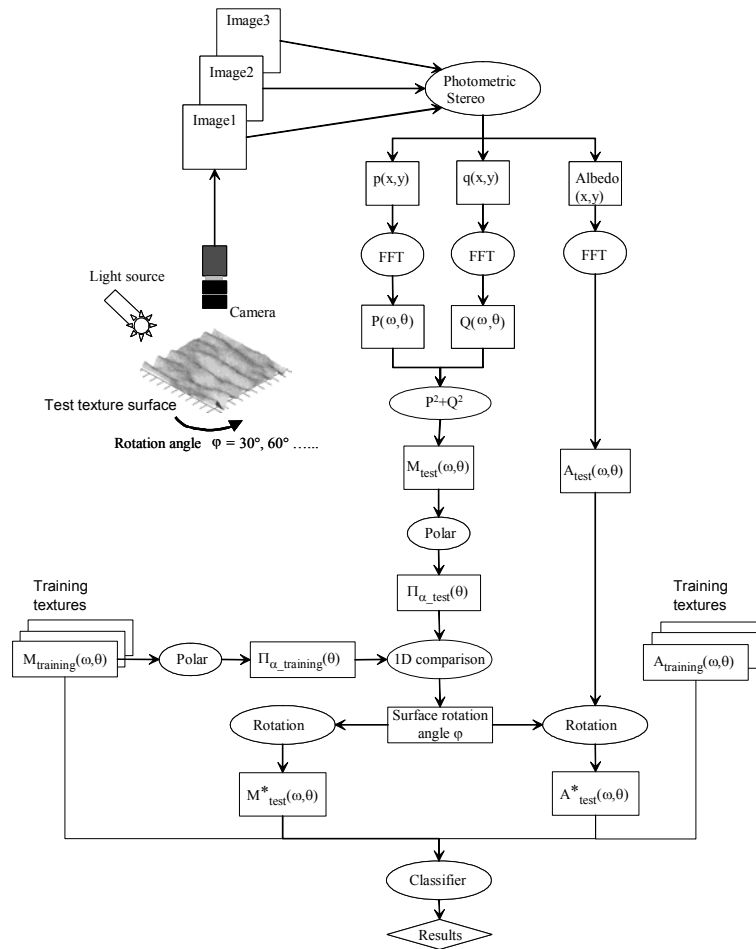 Image3
Image2
Image1
Photometric
Stereo
p(x,y)
q(x,y)
Albedo
(x,y)
FFT
FFT
FFT
Light source
Camera
P(ω,θ)
Q(ω,θ)
Test texture surface
Rotation angle φ = 30°, 60° …...
P²+Q²
M_test(ω,θ)
A_test(ω,θ)
Polar
Π_α_test(θ)
Training
textures
Training
textures
M_training(ω,θ)
Polar
Π_α_training(θ)
1D comparison
A_training(ω,θ)
Rotation
Surface rotation
angle φ
Rotation
M*_test(ω,θ)
A*_test(ω,θ)
Classifier
Results